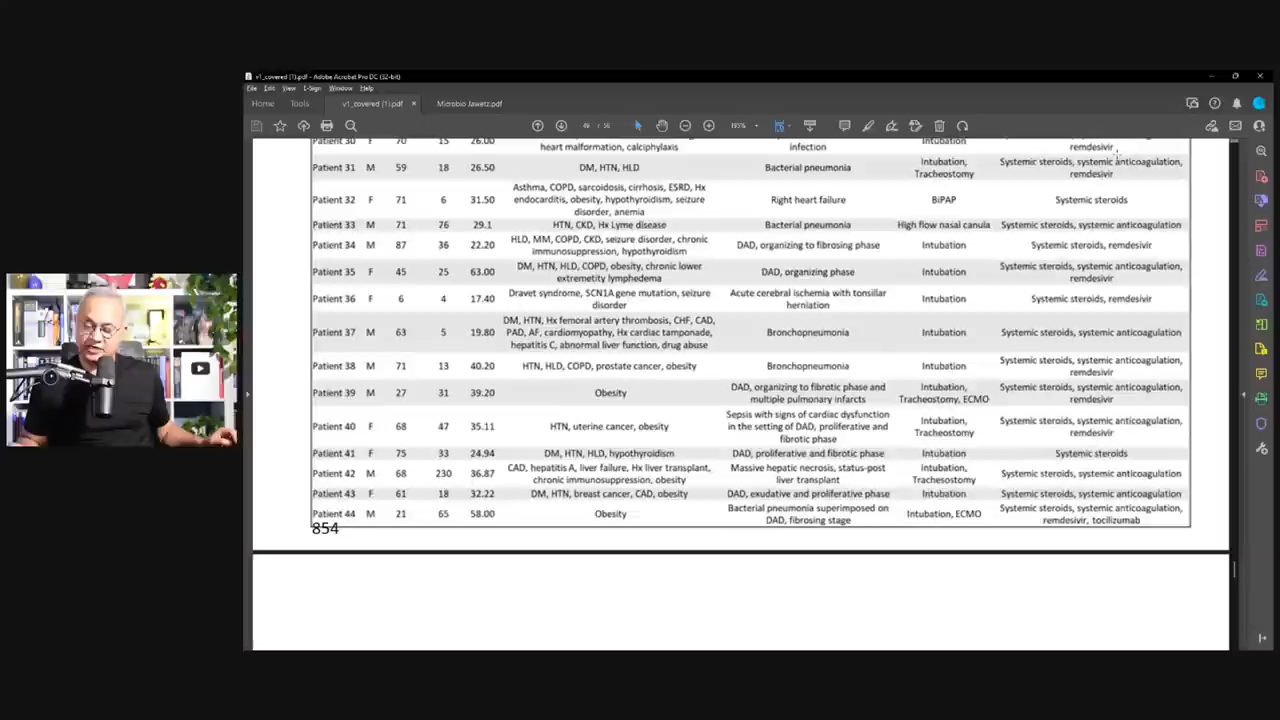 v1_covered (1).pdf - Adobe Acrobat Pro DC (32-bit)
File Edit View E-Sign Window Help
Home Tools v1_covered (1).pdf × Microbio Jawetz.pdf
49 / 56 195%
Patient 30 F 70 15 26.00 heart malformation, calciphylaxis infection Intubation remdesivir
Patient 31 M 59 18 26.50 DM, HTN, HLD Bacterial pneumonia Intubation, Tracheostomy Systemic steroids, systemic anticoagulation, remdesivir
Patient 32 F 71 6 31.50 Asthma, COPD, sarcoidosis, cirrhosis, ESRD, Hx endocarditis, obesity, hypothyroidism, seizure disorder, anemia Right heart failure BiPAP Systemic steroids
Patient 33 M 71 76 29.1 HTN, CKD, Hx Lyme disease Bacterial pneumonia High flow nasal canula Systemic steroids, systemic anticoagulation
Patient 34 M 87 36 22.20 HLD, MM, COPD, CKD, seizure disorder, chronic immunosuppression, hypothyroidism DAD, organizing to fibrosing phase Intubation Systemic steroids, remdesivir
Patient 35 F 45 25 63.00 DM, HTN, HLD, COPD, obesity, chronic lower extremetity lymphedema DAD, organizing phase Intubation Systemic steroids, systemic anticoagulation, remdesivir
Patient 36 F 6 4 17.40 Dravet syndrome, SCN1A gene mutation, seizure disorder Acute cerebral ischemia with tonsillar herniation Intubation Systemic steroids, remdesivir
Patient 37 M 63 5 19.80 DM, HTN, Hx femoral artery thrombosis, CHF, CAD, PAD, AF, cardiomyopathy, Hx cardiac tamponade, hepatitis C, abnormal liver function, drug abuse Bronchopneumonia Intubation Systemic steroids, systemic anticoagulation
Patient 38 M 71 13 40.20 HTN, HLD, COPD, prostate cancer, obesity Bronchopneumonia Intubation Systemic steroids, systemic anticoagulation, remdesivir
Patient 39 M 27 31 39.20 Obesity DAD, organizing to fibrotic phase and multiple pulmonary infarcts Intubation, Tracheostomy, ECMO Systemic steroids, systemic anticoagulation, remdesivir
Patient 40 F 68 47 35.11 HTN, uterine cancer, obesity Sepsis with signs of cardiac dysfunction in the setting of DAD, proliferative and fibrotic phase Intubation, Tracheostomy Systemic steroids, systemic anticoagulation, remdesivir
Patient 41 F 75 33 24.94 DM, HTN, HLD, hypothyroidism DAD, proliferative and fibrotic phase Intubation Systemic steroids
Patient 42 M 68 230 36.87 CAD, hepatitis A, liver failure, Hx liver transplant, chronic immunosuppression, obesity Massive hepatic necrosis, status-post liver transplant Intubation, Trachesostomy Systemic steroids, systemic anticoagulation
Patient 43 F 61 18 32.22 DM, HTN, breast cancer, CAD, obesity DAD, exudative and proliferative phase Intubation Systemic steroids, systemic anticoagulation
Patient 44 M 21 65 58.00 Obesity Bacterial pneumonia superimposed on DAD, fibrosing stage Intubation, ECMO Systemic steroids, systemic anticoagulation, remdesivir, tocilizumab
854